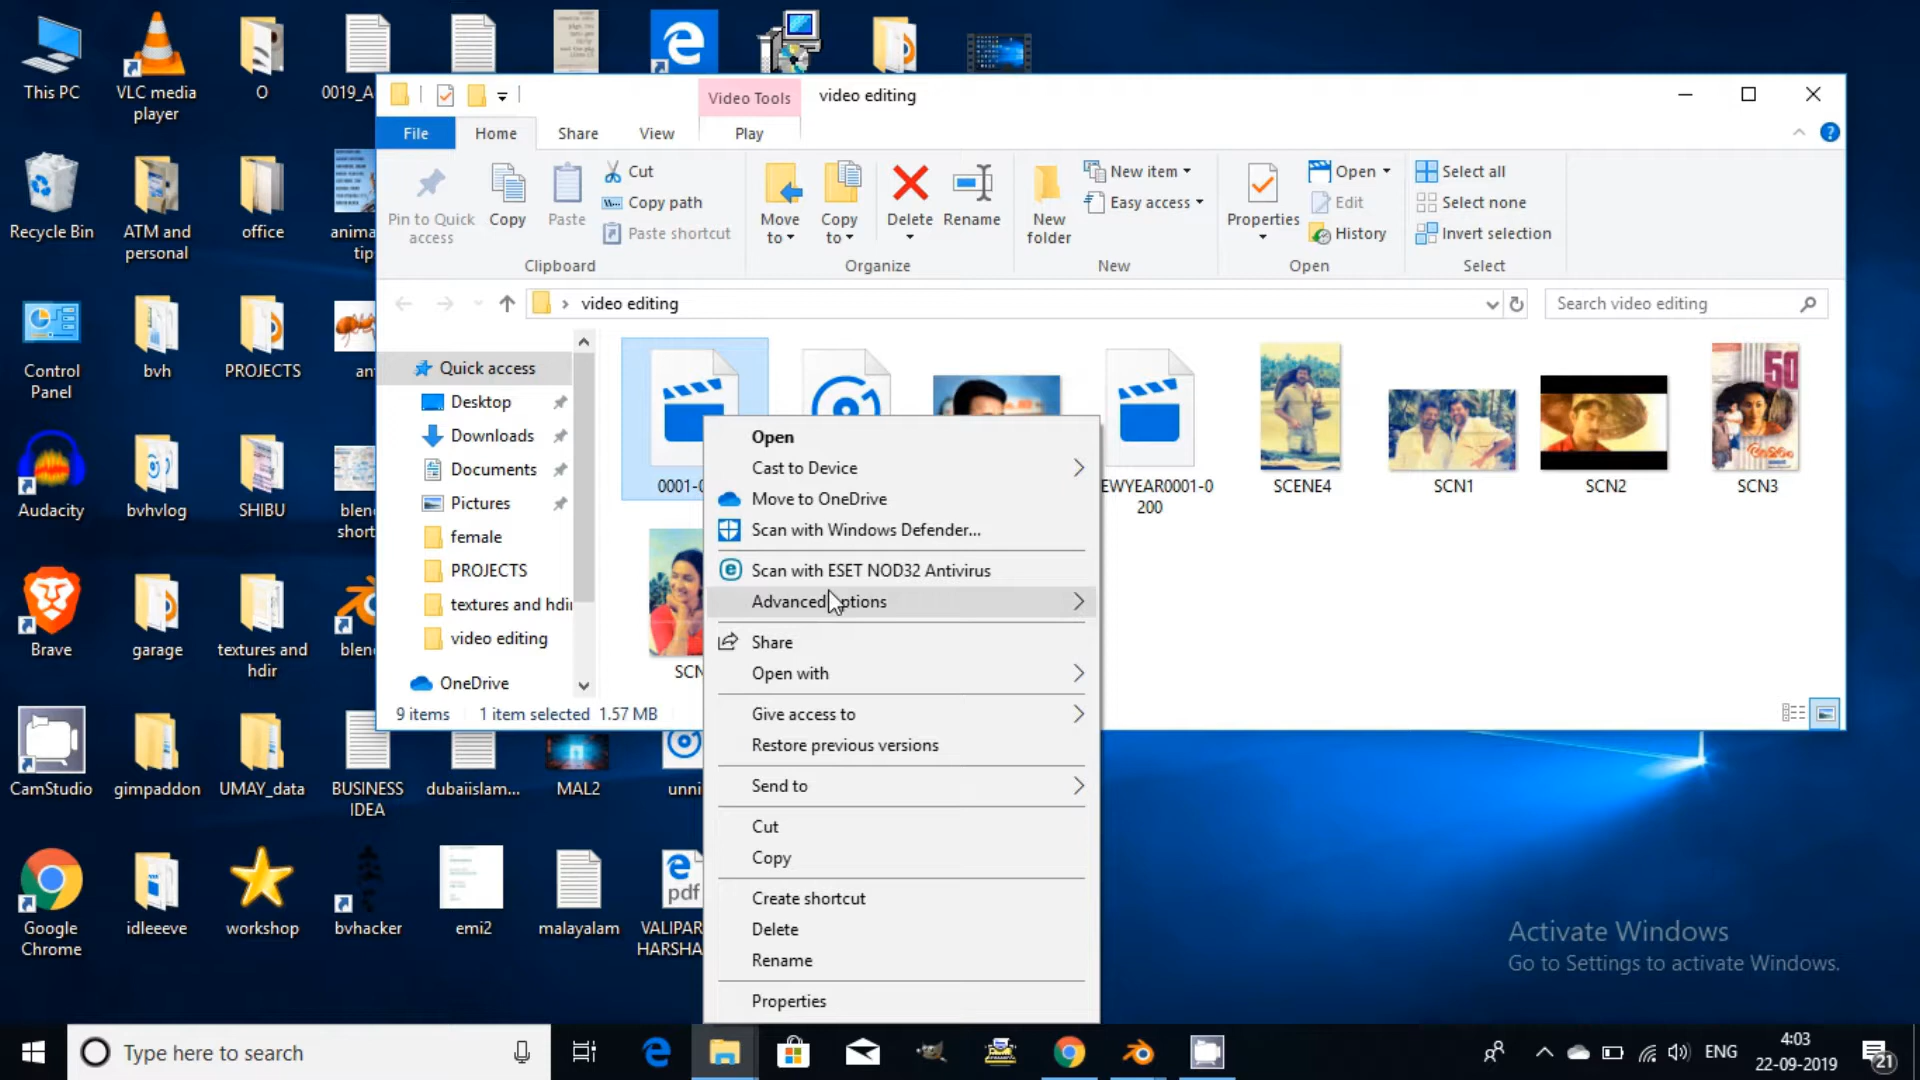 This PC
VLC media
player
O
0019_A
Recycle Bin
ATM and
personal
office
anima
tip
Control
Panel
bvh
PROJECTS
an
Audacity
bvhvlog
SHIBU
blen
short
Brave
garage
textures and
hdir
blen
CamStudio
gimpaddon
UMAY_data
BUSINESS
IDEA
dubaiislam...
MAL2
unni
Google
Chrome
idleeeve
workshop
bvhacker
emi2
malayalam
pdf
VALIPAR
HARSHA
Video Tools
video editing
File
Home
Share
View
Play
Pin to Quick
access
Copy
Paste
Cut
Copy path
Paste shortcut
Clipboard
Move
to
Copy
to
Delete
Rename
Organize
New
folder
New item
Easy access
New
Properties
Open
Edit
History
Open
Select all
Select none
Invert selection
Select
video editing
Search video editing
Quick access
Desktop
Downloads
Documents
Pictures
female
PROJECTS
textures and hdir
video editing
OneDrive
9 items
1 item selected 1.57 MB
0001-0
EWYEAR0001-0
200
SCENE4
SCN1
SCN2
50
SCN3
SCN
Open
Cast to Device
Move to OneDrive
Scan with Windows Defender...
Scan with ESET NOD32 Antivirus
Advanced ptions
Share
Open with
Give access to
Restore previous versions
Send to
Cut
Copy
Create shortcut
Delete
Rename
Properties
Activate Windows
Go to Settings to activate Windows.
Type here to search
ENG
4:03
22-09-2019
21